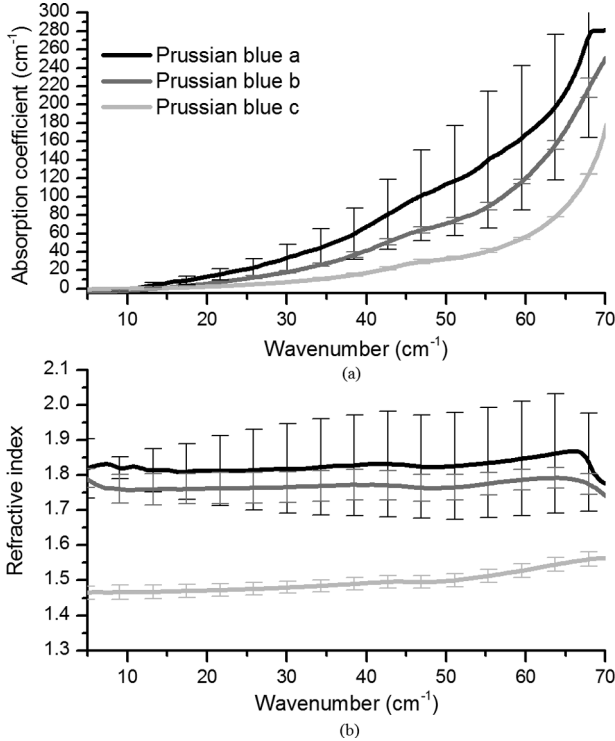 300
280
260
240
220
200
180
160
140
120
100
80
60
40
20
0
Absorption coefficient (cm⁻¹)
Prussian blue a
Prussian blue b
Prussian blue c
10 20 30 40 50 60 70
Wavenumber (cm⁻¹)
(a)
2.1
2.0
1.9
1.8
1.7
1.6
1.5
1.4
1.3
Refractive index
10 20 30 40 50 60 70
Wavenumber (cm⁻¹)
(b)